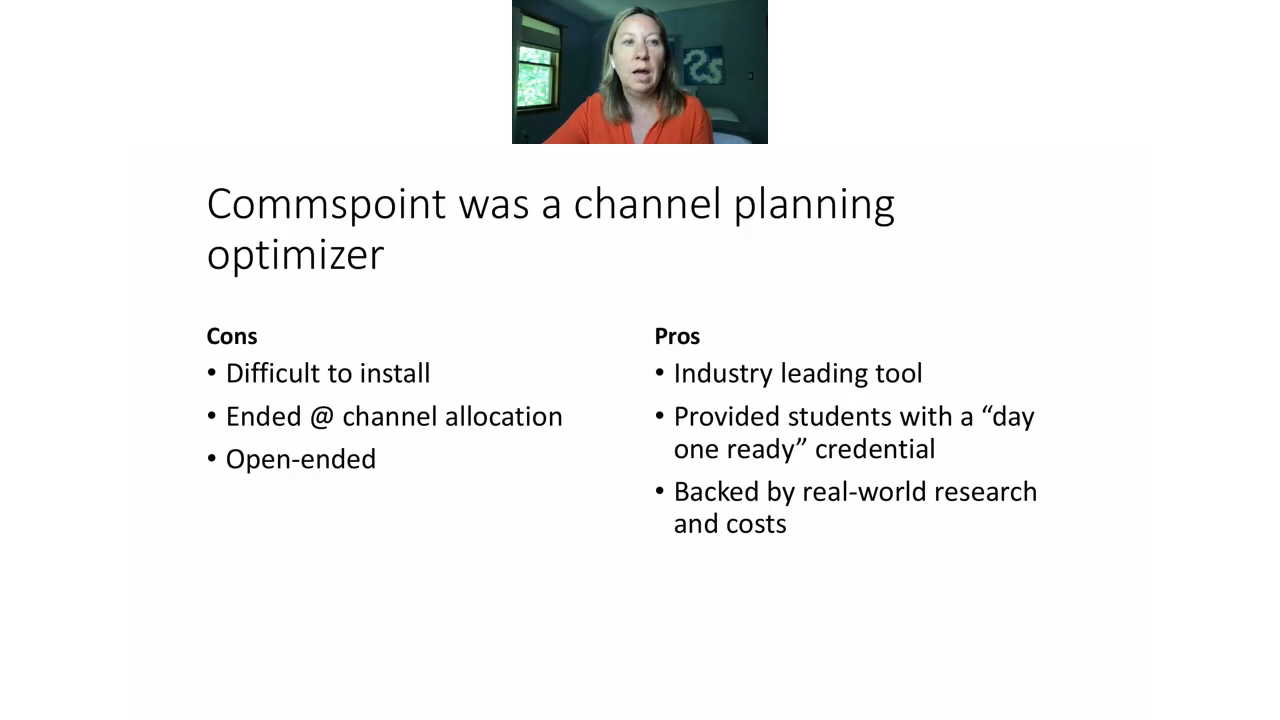 Commspoint was a channel planning
optimizer
Cons
• Difficult to install
• Ended @ channel allocation
• Open-ended
Pros
• Industry leading tool
• Provided students with a “day
one ready” credential
• Backed by real-world research
and costs